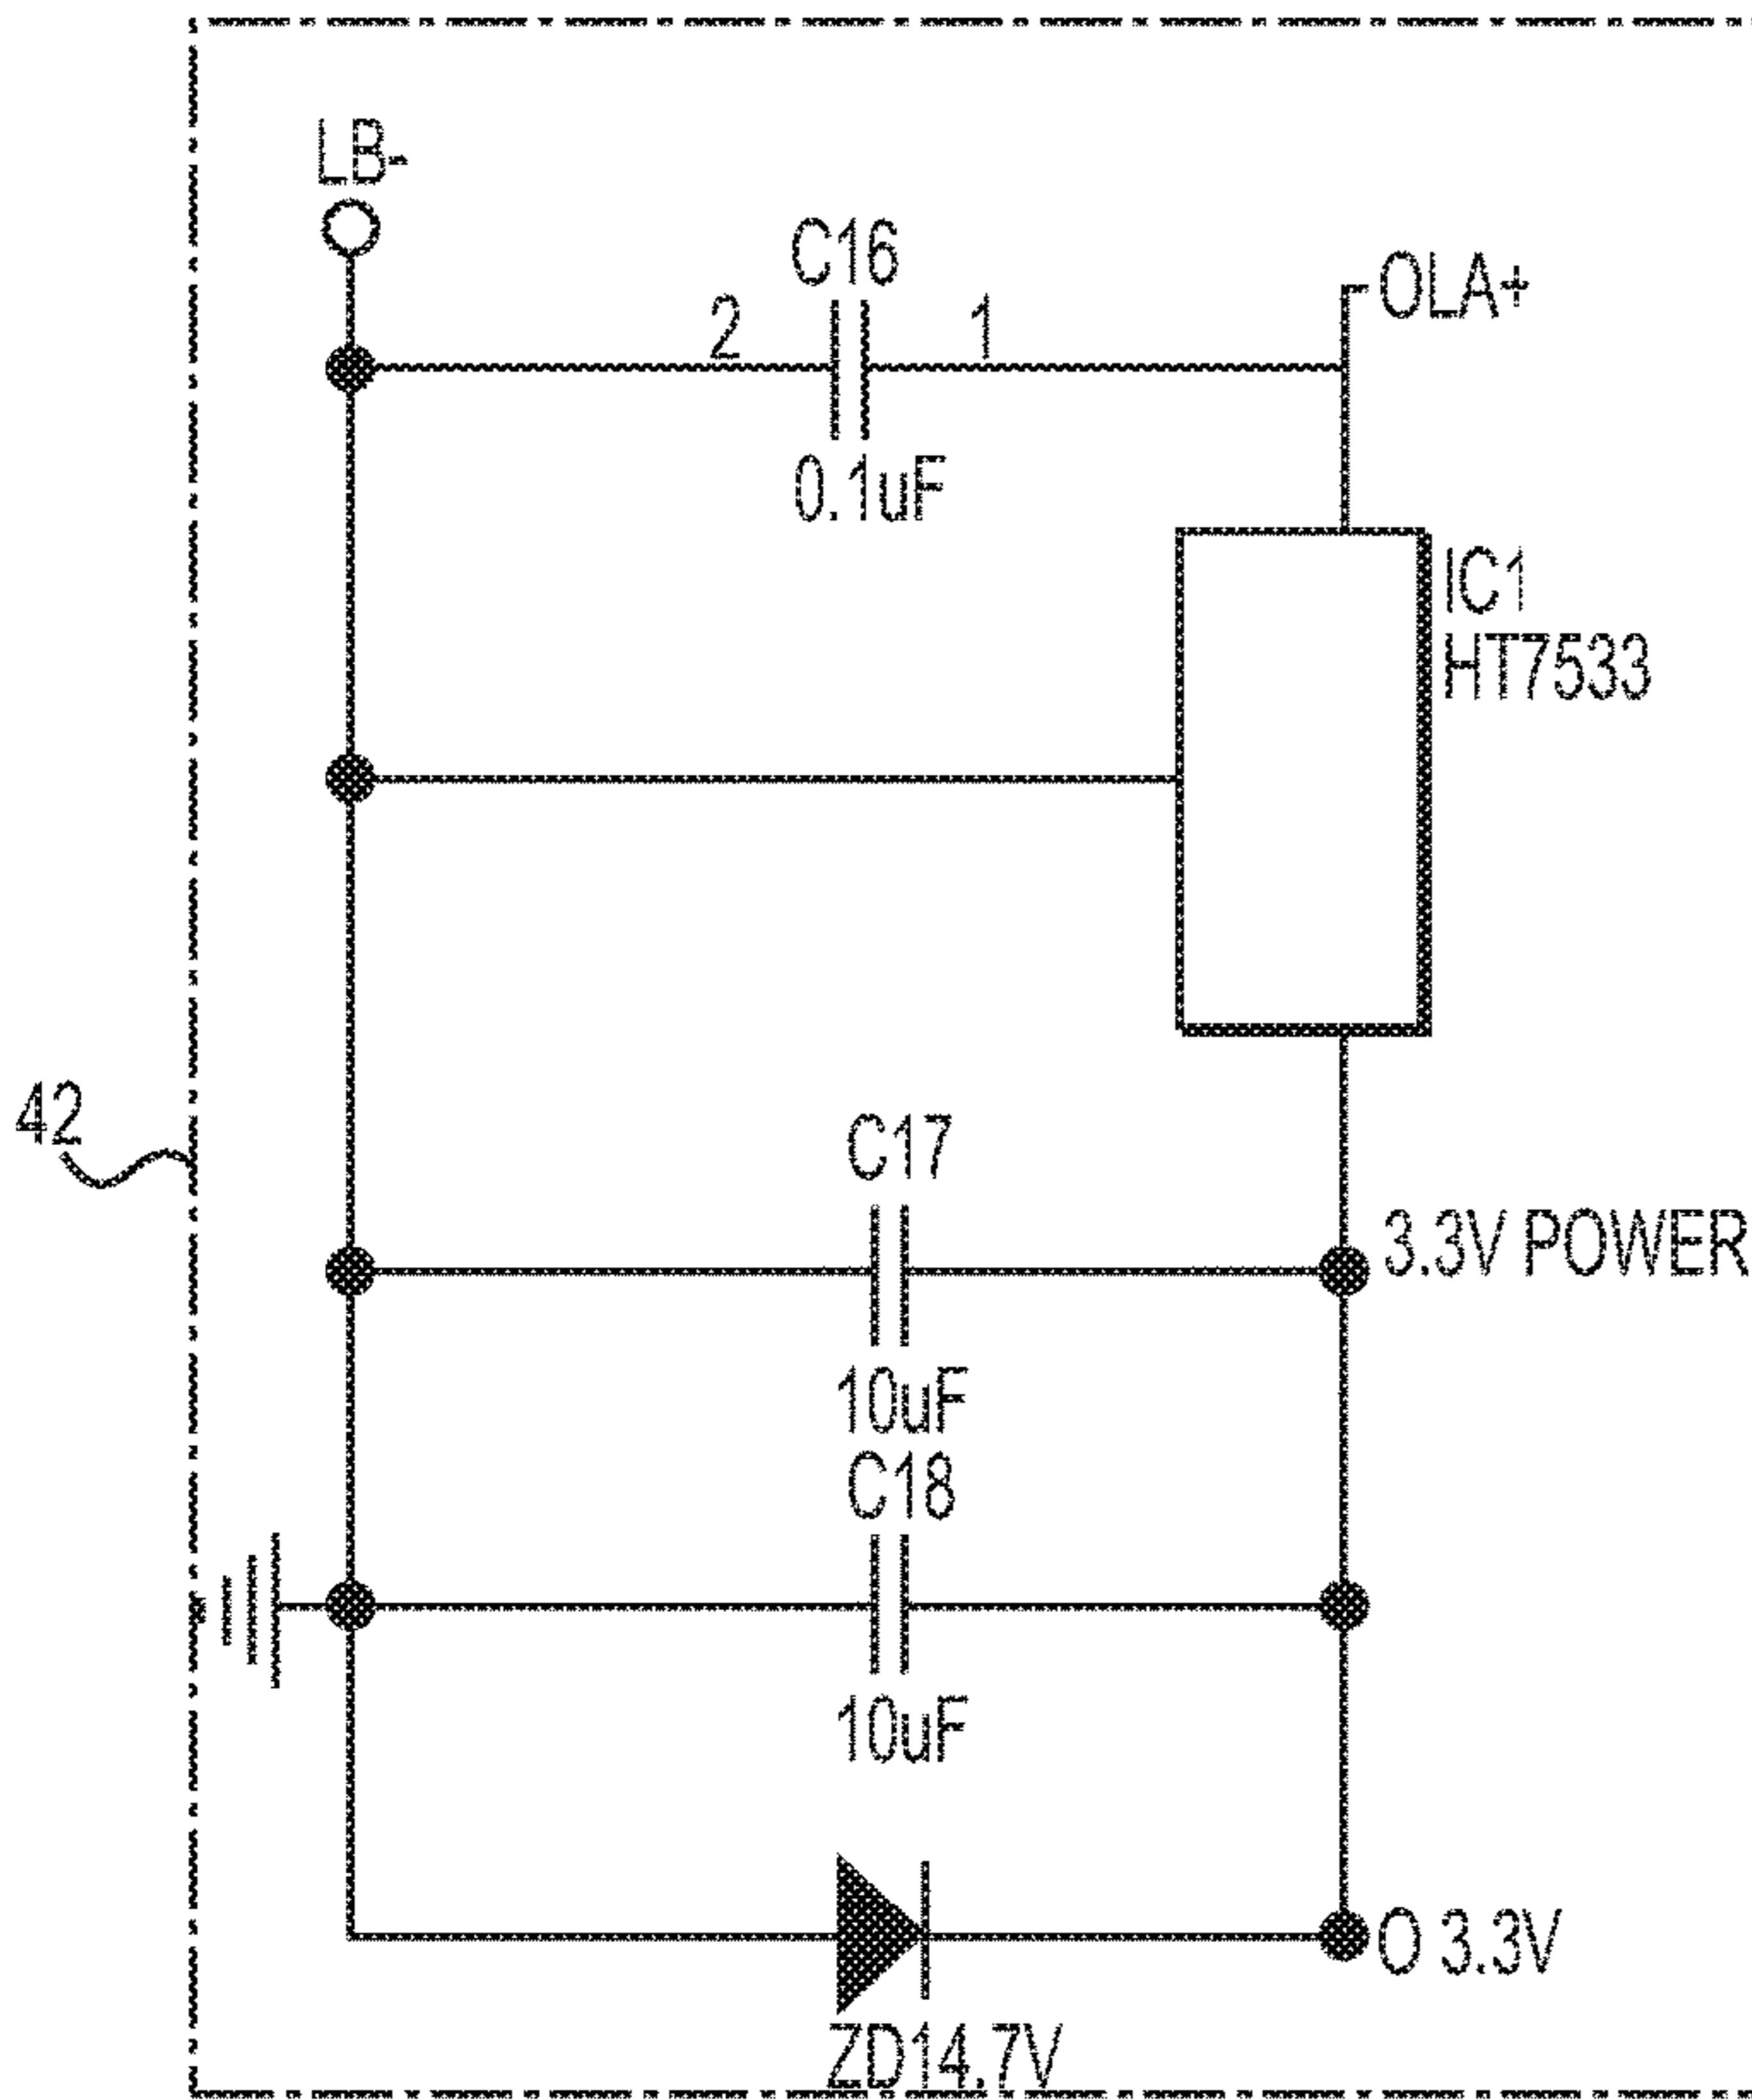 LB-
C16
OLA+
2 1
0.1uF
IC1
HT7533
42
C17
3.3V POWER
10uF
C18
10uF
O 3.3V
ZD14.7V